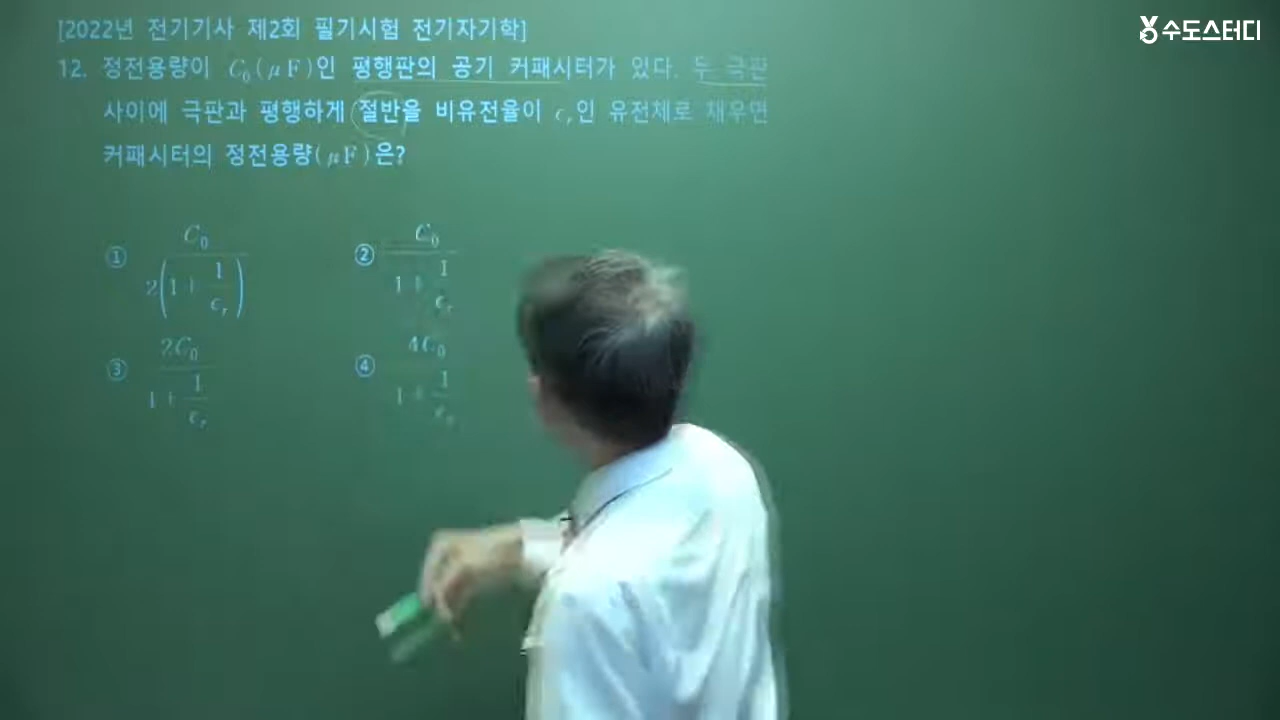 [2022년 전기기사 제2회 필기시험 전기자기학]
수도스터디
12. 정전용량이 C₀(μF)인 평행판의 공기 커패시터가 있다. 두 극판
사이에 극판과 평행하게 절반을 비유전율이 ϵᵣ인 유전체로 채우면
커패시터의 정전용량(μF)은?
① C₀ / 2(1 + 1/ϵᵣ)
② C₀ / (1 + 1/ϵᵣ)
③ 2C₀ / (1 + 1/ϵᵣ)
④ 4C₀ / (1 + 1/ϵᵣ)